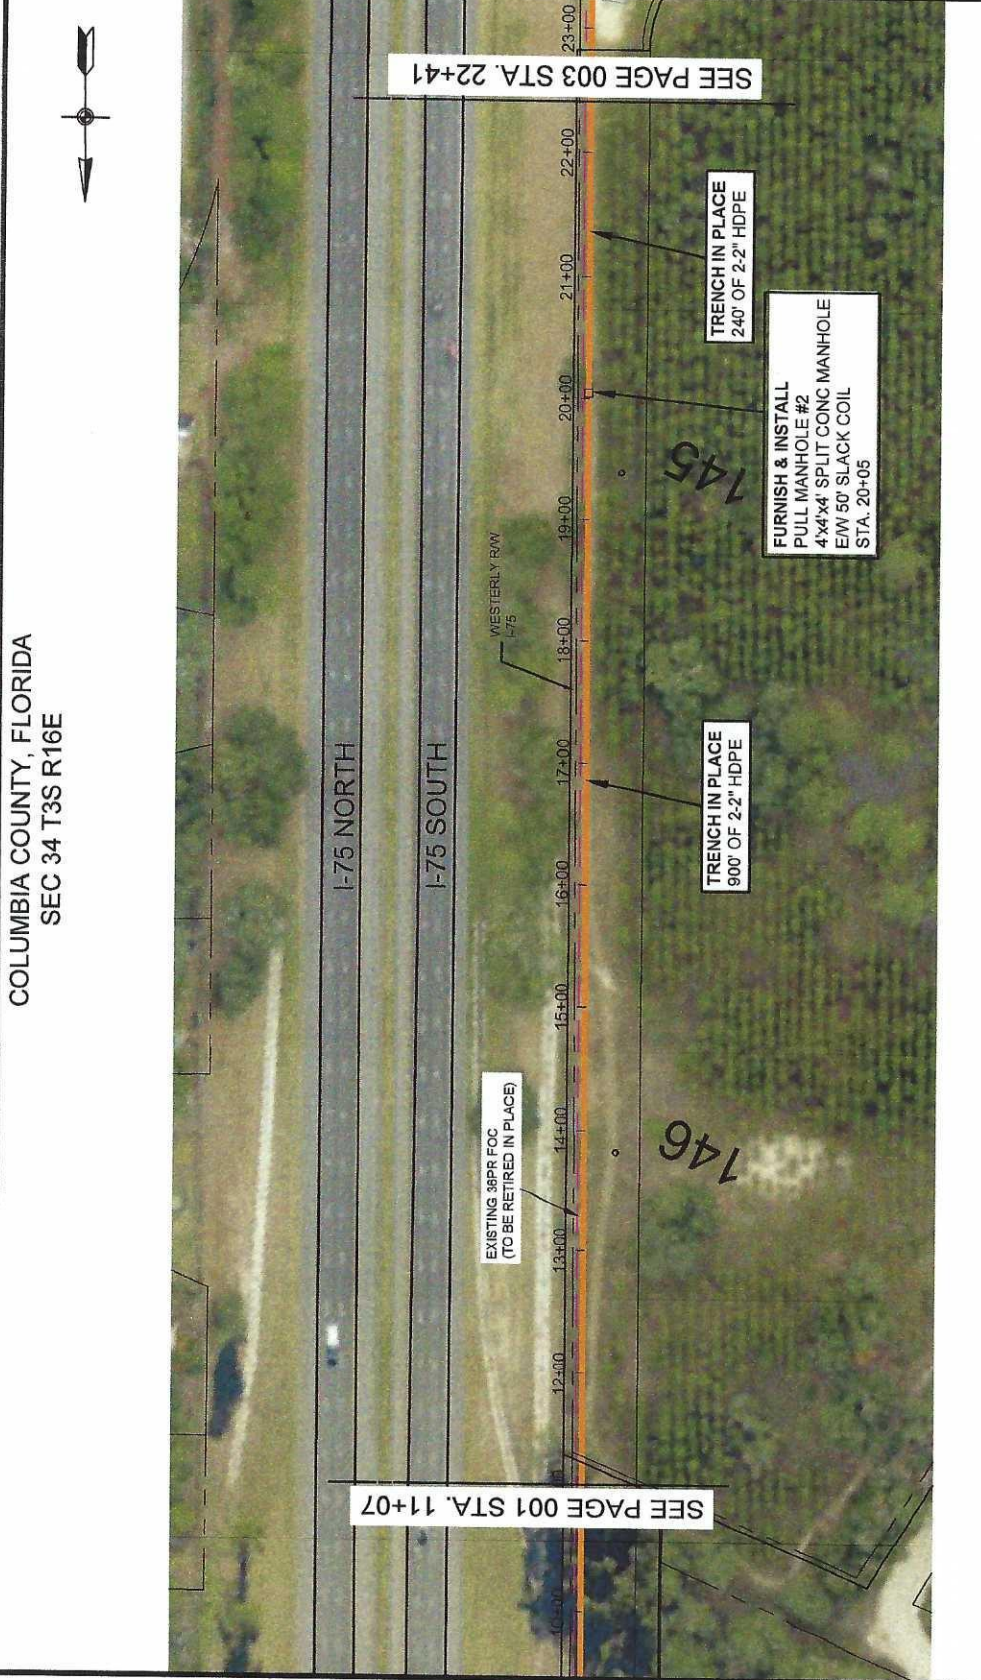 COLUMBIA COUNTY, FLORIDA
SEC 34 T3S R16E
SEE PAGE 001 STA. 11+07
SEE PAGE 003 STA. 22+41
I-75 NORTH
I-75 SOUTH
WESTERLY R/W
I-75
EXISTING 36PR FOC
(TO BE RETIRED IN PLACE)
10+00
12+00
13+00
14+00
15+00
16+00
17+00
18+00
19+00
20+00
21+00
22+00
23+00
146
145
TRENCH IN PLACE
900' OF 2-2" HDPE
TRENCH IN PLACE
240' OF 2-2" HDPE
FURNISH & INSTALL
PULL MANHOLE #2
4'x4'x4' SPLIT CONC MANHOLE
E/W 50' SLACK COIL
STA. 20+05